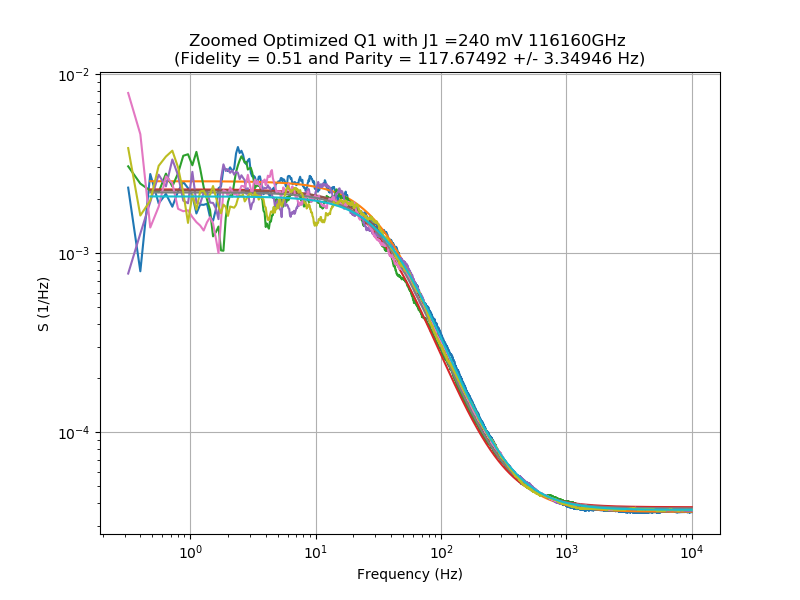 Zoomed Optimized Q1 with J1 =240 mV 116160GHz
(Fidelity = 0.51 and Parity = 117.67492 +/- 3.34946 Hz)
10⁻²
10⁻³
10⁻⁴
S (1/Hz)
10⁰ 10¹ 10² 10³ 10⁴
Frequency (Hz)